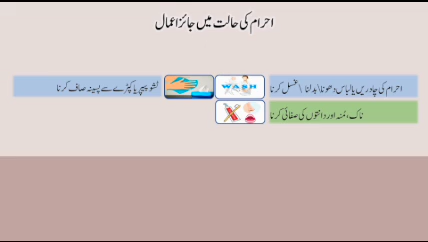 احرام کی حالت میں جائز اعمال
احرام کی چادریں یا لباس دھونا \ بدلنا \ غسل کرنا
WASH
ٹشو پیپر یا کپڑے سے پسینہ صاف کرنا
ناک، مُنہ اور دانتوں کی صفائی کرنا